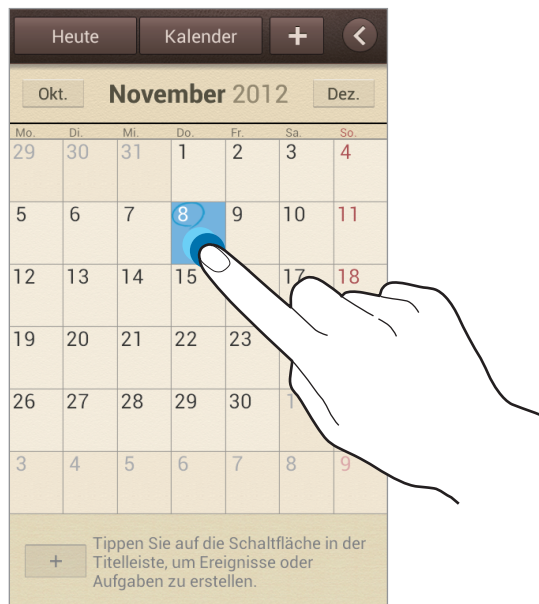 Heute Kalender +
Okt. November 2012 Dez.
Mo. Di. Mi. Do. Fr. Sa. So.
29 30 31 1 2 3 4
5 6 7 8 9 10 11
12 13 14 15 17 18
19 20 21 22 23
26 27 28 29 30 1
3 4 5 6 7 8 9
+ Tippen Sie auf die Schaltfläche in der
Titelleiste, um Ereignisse oder
Aufgaben zu erstellen.